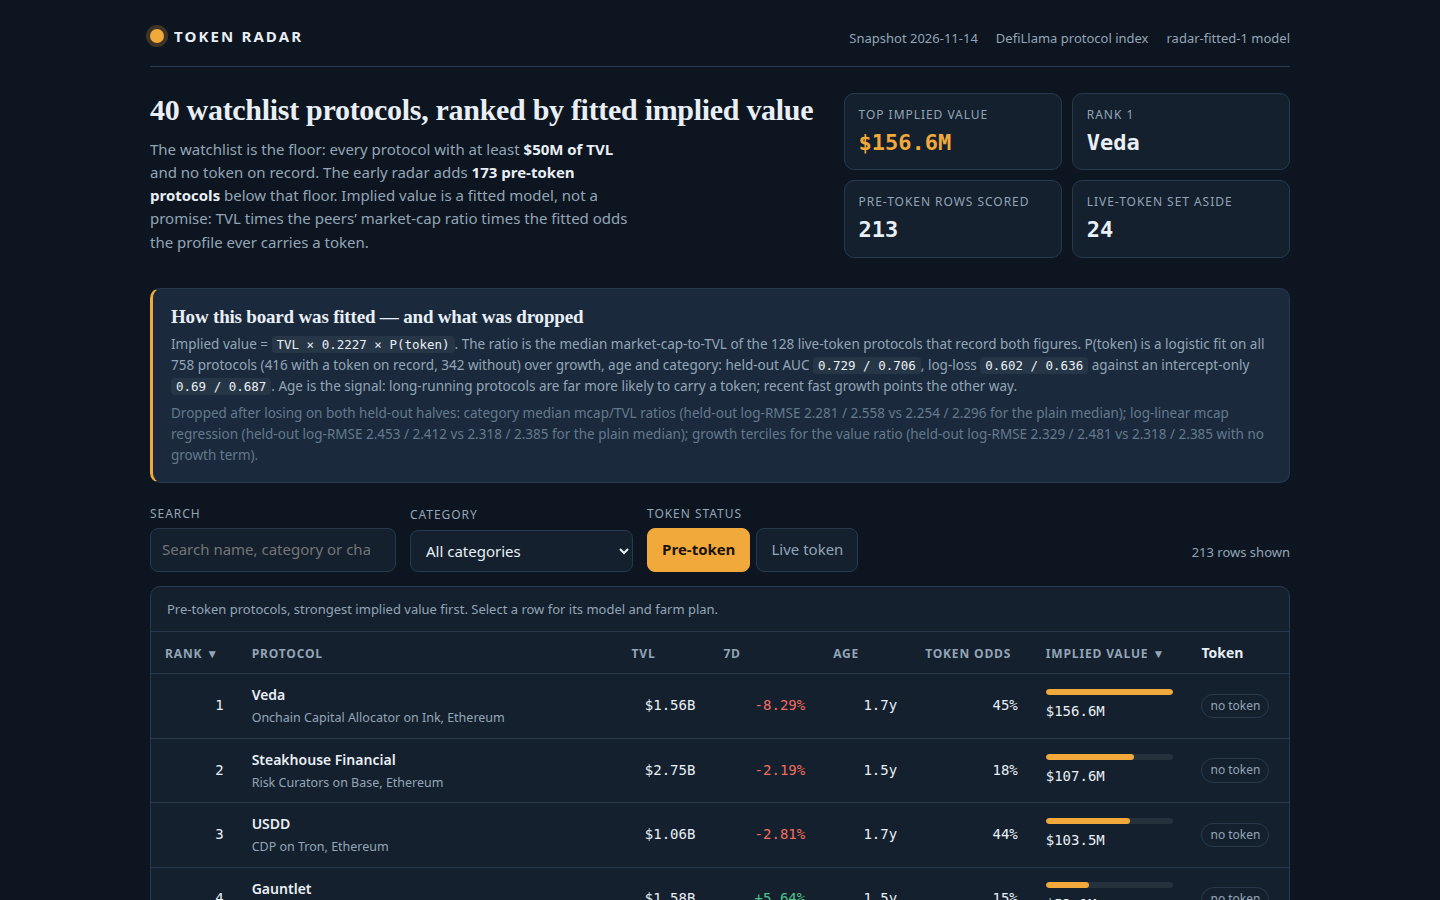 TOKEN RADAR
Snapshot 2026-11-14 DefiLlama protocol index radar-fitted-1 model
40 watchlist protocols, ranked by fitted implied value
The watchlist is the floor: every protocol with at least $50M of TVL
and no token on record. The early radar adds 173 pre-token
protocols below that floor. Implied value is a fitted model, not a
promise: TVL times the peers’ market-cap ratio times the fitted odds
the profile ever carries a token.
TOP IMPLIED VALUE
$156.6M
RANK 1
Veda
PRE-TOKEN ROWS SCORED
213
LIVE-TOKEN SET ASIDE
24
How this board was fitted — and what was dropped
Implied value = TVL × 0.2227 × P(token). The ratio is the median market-cap-to-TVL of the 128 live-token protocols that record both figures. P(token) is a logistic fit on all
758 protocols (416 with a token on record, 342 without) over growth, age and category: held-out AUC 0.729 / 0.706, log-loss 0.602 / 0.636 against an intercept-only
0.69 / 0.687. Age is the signal: long-running protocols are far more likely to carry a token; recent fast growth points the other way.
Dropped after losing on both held-out halves: category median mcap/TVL ratios (held-out log-RMSE 2.281 / 2.558 vs 2.254 / 2.296 for the plain median); log-linear mcap
regression (held-out log-RMSE 2.453 / 2.412 vs 2.318 / 2.385 for the plain median); growth terciles for the value ratio (held-out log-RMSE 2.329 / 2.481 vs 2.318 / 2.385 with no
growth term).
SEARCH
Search name, category or cha
CATEGORY
All categories
TOKEN STATUS
Pre-token Live token
213 rows shown
Pre-token protocols, strongest implied value first. Select a row for its model and farm plan.
RANK ▼ PROTOCOL TVL 7D AGE TOKEN ODDS IMPLIED VALUE ▼ Token
1 Veda $1.56B -8.29% 1.7y 45% $156.6M no token
Onchain Capital Allocator on Ink, Ethereum
2 Steakhouse Financial $2.75B -2.19% 1.5y 18% $107.6M no token
Risk Curators on Base, Ethereum
3 USDD $1.06B -2.81% 1.7y 44% $103.5M no token
CDP on Tron, Ethereum
4 Gauntlet $1.58B +5.64% 1.5y 15% no token